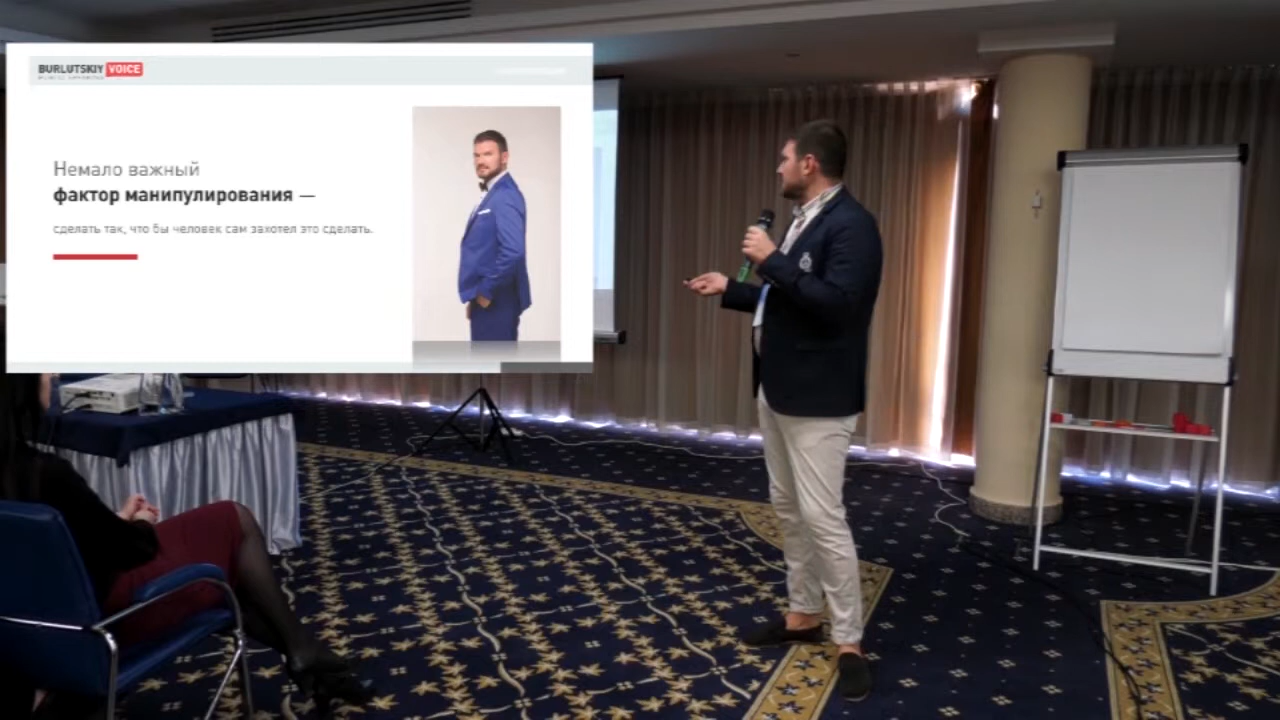 BURLUTSKIY VOICE
Немало важный
фактор манипулирования —
сделать так, что бы человек сам захотел это сделать.